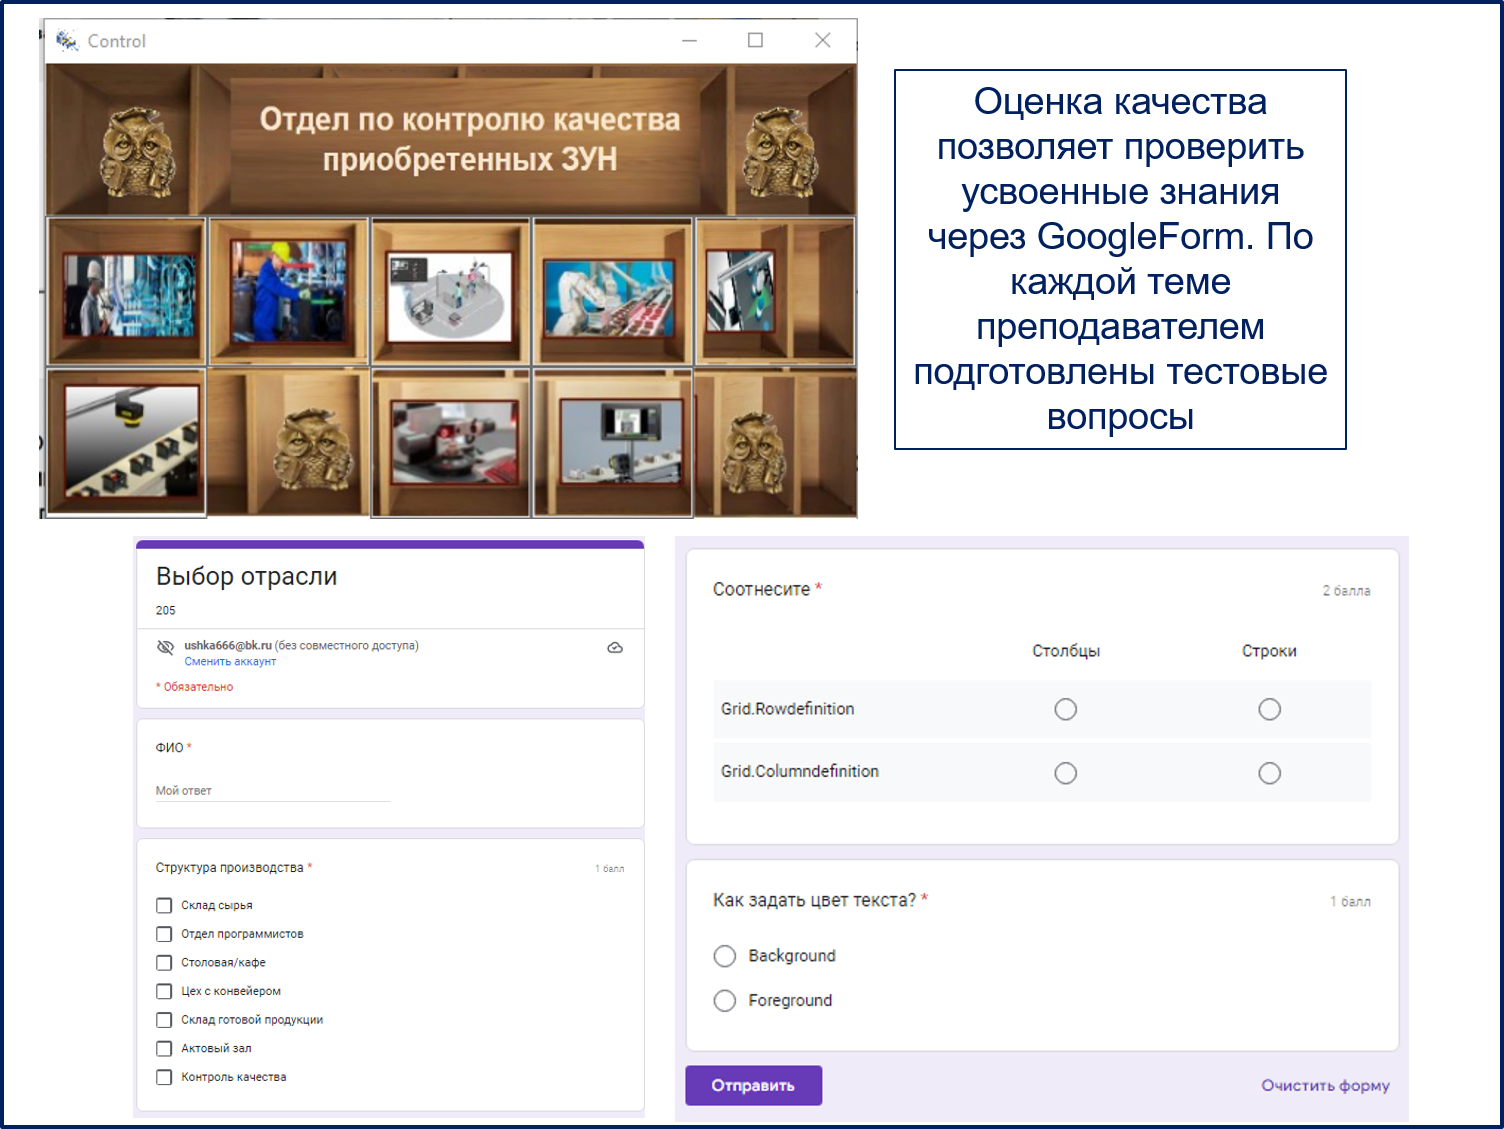 Control
Отдел по контролю качества
приобретенных ЗУН
Оценка качества
позволяет проверить
усвоенные знания
через GoogleForm. По
каждой теме
преподавателем
подготовлены тестовые
вопросы
Выбор отрасли
205
ushka666@bk.ru (без совместного доступа)
Сменить аккаунт
* Обязательно
ФИО *
Мой ответ
Структура производства *
1 балл
Склад сырья
Отдел программистов
Столовая/кафе
Цех с конвейером
Склад готовой продукции
Актовый зал
Контроль качества
Соотнесите *
2 балла
Столбцы Строки
Grid.Rowdefinition
Grid.Columndefinition
Как задать цвет текста? *
1 балл
Background
Foreground
Отправить
Очистить форму